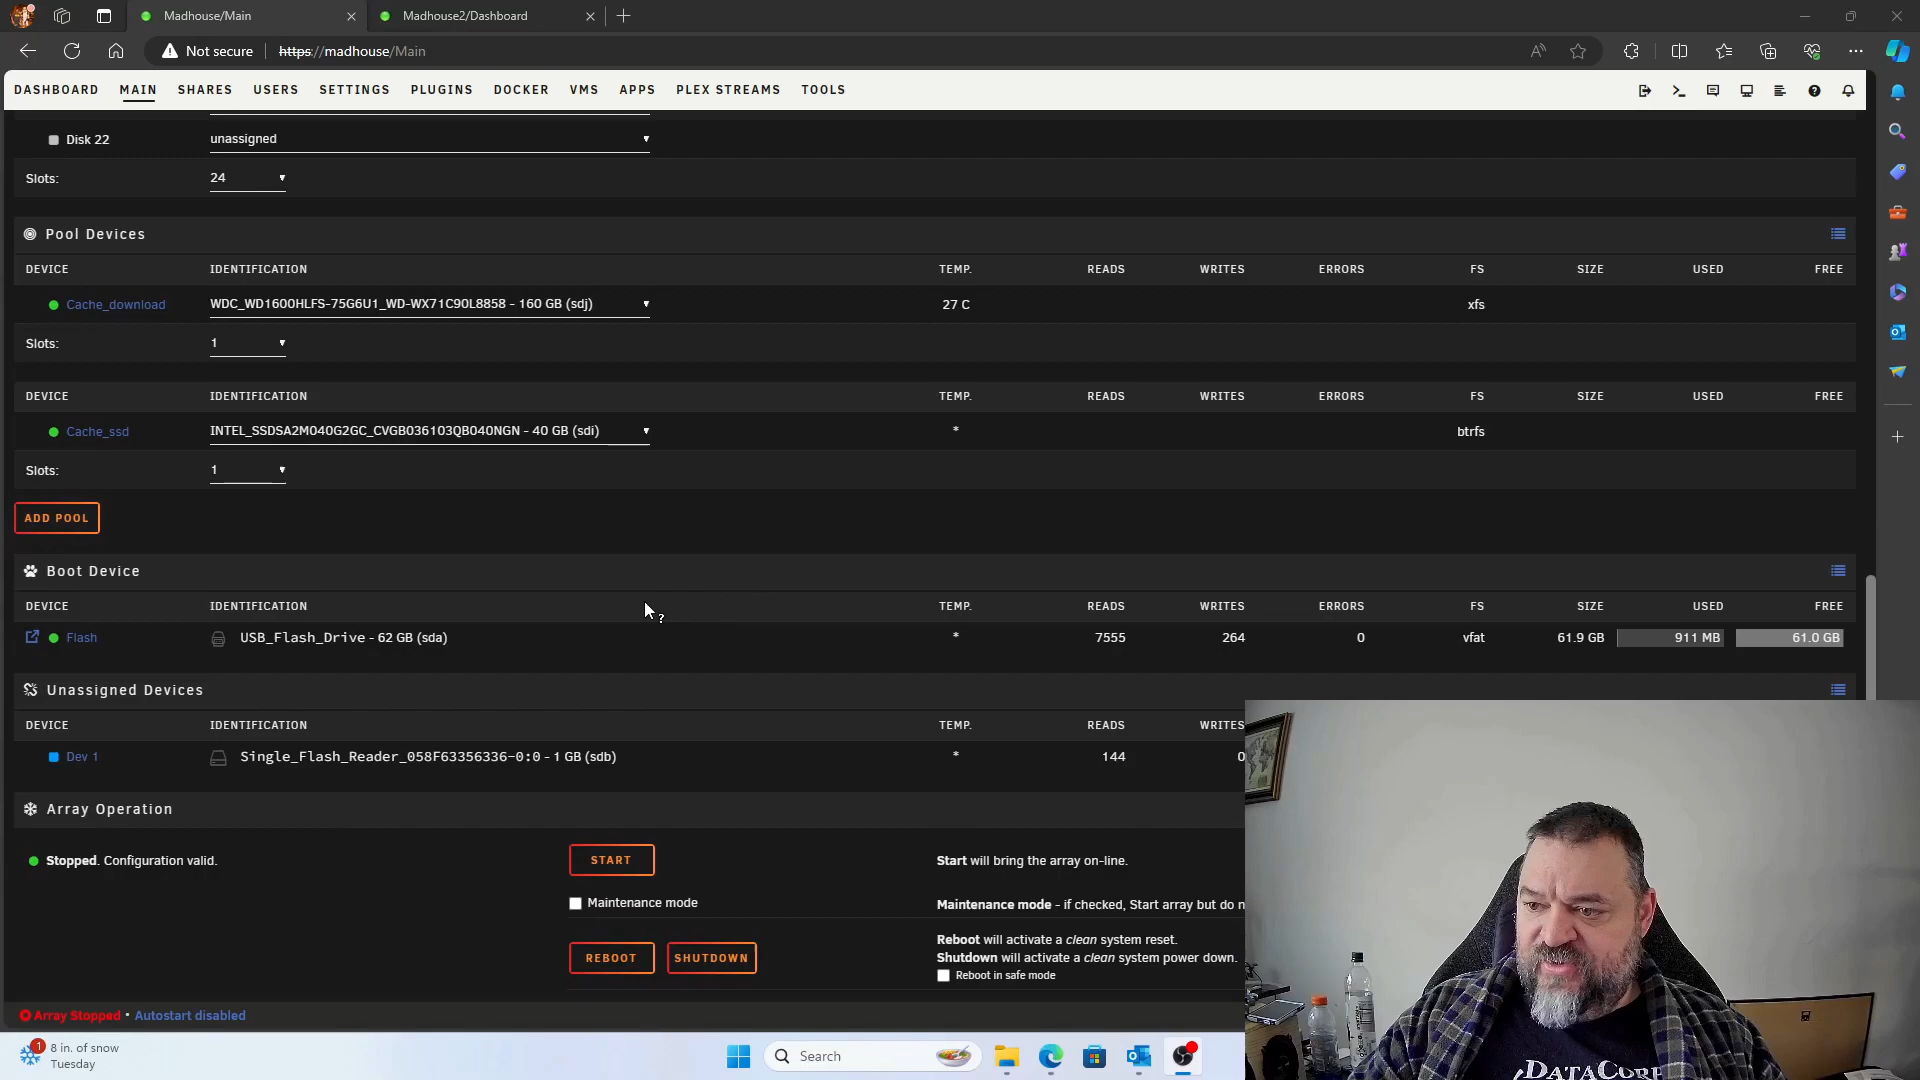 Madhouse/Main
Madhouse2/Dashboard
Not secure
https://madhouse/Main
DASHBOARD MAIN SHARES USERS SETTINGS PLUGINS DOCKER VMS APPS PLEX STREAMS TOOLS
Disk 22 unassigned
Slots: 24
Pool Devices
DEVICE IDENTIFICATION TEMP. READS WRITES ERRORS FS SIZE USED FREE
Cache_download WDC_WD1600HLFS-75G6U1_WD-WX71C90L8858 - 160 GB (sdj) 27 C xfs
Slots: 1
DEVICE IDENTIFICATION TEMP. READS WRITES ERRORS FS SIZE USED FREE
Cache_ssd INTEL_SSDSA2M040G2GC_CVGB036103QB040NGN - 40 GB (sdi) * btrfs
Slots: 1
ADD POOL
Boot Device
DEVICE IDENTIFICATION TEMP. READS WRITES ERRORS FS SIZE USED FREE
Flash USB_Flash_Drive - 62 GB (sda) * 7555 264 0 vfat 61.9 GB 911 MB 61.0 GB
Unassigned Devices
DEVICE IDENTIFICATION TEMP. READS WRITES
Dev 1 Single_Flash_Reader_058F63356336-0:0 - 1 GB (sdb) * 144 0
Array Operation
Stopped. Configuration valid. START Start will bring the array on-line.
Maintenance mode Maintenance mode - if checked, Start array but do n
REBOOT SHUTDOWN Reboot will activate a clean system reset.
Shutdown will activate a clean system power down.
Reboot in safe mode
Array Stopped • Autostart disabled
1 8 in. of snow
Tuesday
Search
DATACOR